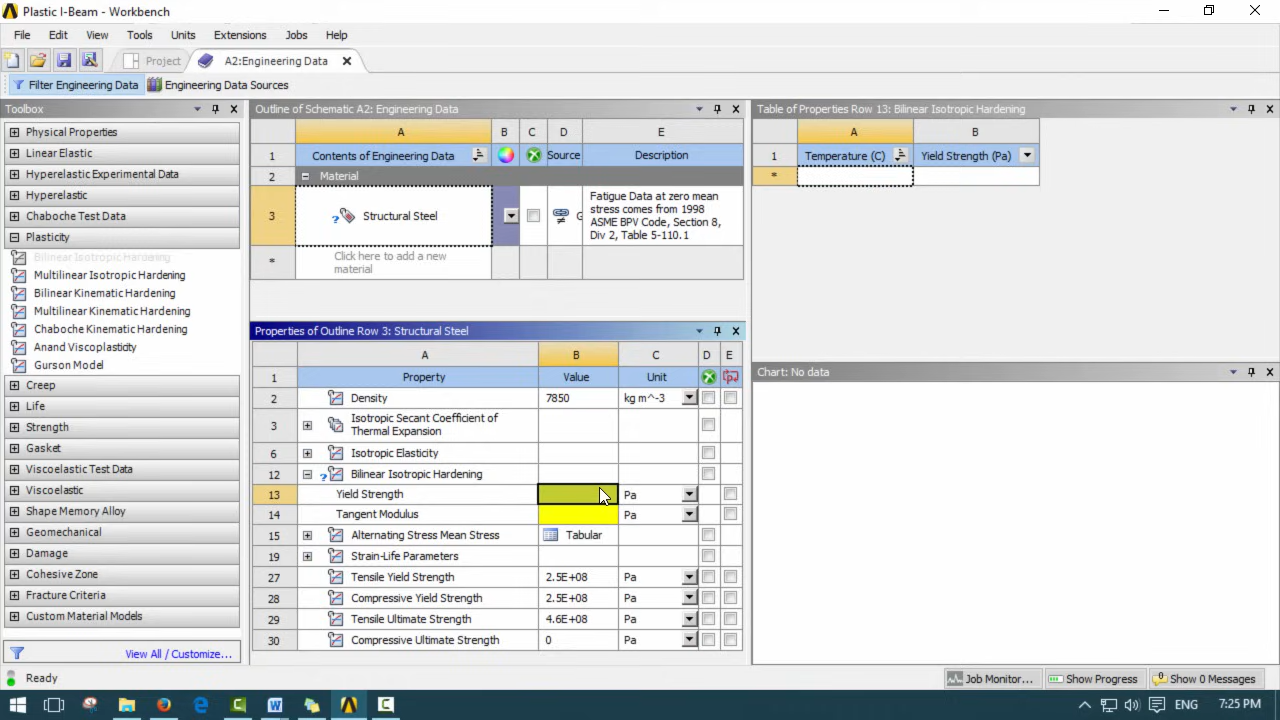 Plastic I-Beam - Workbench
File Edit View Tools Units Extensions Jobs Help
Project A2:Engineering Data
Filter Engineering Data Engineering Data Sources
Toolbox
Physical Properties
Linear Elastic
Hyperelastic Experimental Data
Hyperelastic
Chaboche Test Data
Plasticity
Bilinear Isotropic Hardening
Multilinear Isotropic Hardening
Bilinear Kinematic Hardening
Multilinear Kinematic Hardening
Chaboche Kinematic Hardening
Anand Viscoplasticity
Gurson Model
Creep
Life
Strength
Gasket
Viscoelastic Test Data
Viscoelastic
Shape Memory Alloy
Geomechanical
Damage
Cohesive Zone
Fracture Criteria
Custom Material Models
View All / Customize...
Outline of Schematic A2: Engineering Data
A B C D E
1 Contents of Engineering Data Source Description
2 Material
3 Structural Steel G Fatigue Data at zero mean
stress comes from 1998
ASME BPV Code, Section 8,
Div 2, Table 5-110.1
* Click here to add a new
material
Properties of Outline Row 3: Structural Steel
A B C D E
1 Property Value Unit
2 Density 7850 kg m^-3
3 Isotropic Secant Coefficient of
Thermal Expansion
6 Isotropic Elasticity
12 Bilinear Isotropic Hardening
13 Yield Strength Pa
14 Tangent Modulus Pa
15 Alternating Stress Mean Stress Tabular
19 Strain-Life Parameters
27 Tensile Yield Strength 2.5E+08 Pa
28 Compressive Yield Strength 2.5E+08 Pa
29 Tensile Ultimate Strength 4.6E+08 Pa
30 Compressive Ultimate Strength 0 Pa
Table of Properties Row 13: Bilinear Isotropic Hardening
A B
1 Temperature (C) Yield Strength (Pa)
*
Chart: No data
Ready
Job Monitor... Show Progress Show 0 Messages
ENG 7:25 PM